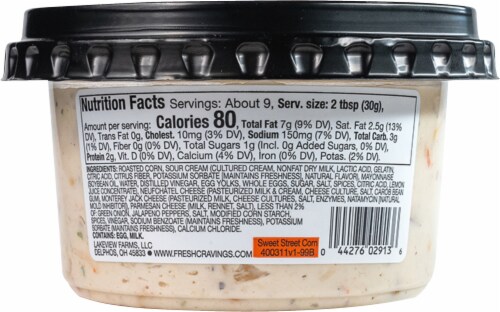 Nutrition Facts Servings: About 9, Serv. size: 2 tbsp (30g),
Amount per serving: Calories 80, Total Fat 7g (9% DV), Sat. Fat 2.5g (13%
DV), Trans Fat 0g, Cholest. 10mg (3% DV), Sodium 150mg (7% DV), Total Carb. 3g
(1% DV), Fiber 0g (0% DV), Total Sugars 1g (Incl. 0g Added Sugars, 0% DV),
Protein 2g, Vit. D (0% DV), Calcium (4% DV), Iron (0% DV), Potas. (2% DV).
INGREDIENTS: ROASTED CORN, SOUR CREAM (CULTURED CREAM, NONFAT DRY MILK, LACTIC ACID, GELATIN,
CITRIC ACID, CITRUS FIBER, POTASSIUM SORBATE (MAINTAINS FRESHNESS), NATURAL FLAVOR), MAYONNAISE
(SOYBEAN OIL, WATER, DISTILLED VINEGAR, EGG YOLKS, WHOLE EGGS, SUGAR, SALT, SPICES, CITRIC ACID, LEMON
JUICE CONCENTRATE), NEUFCHATEL CHEESE (PASTEURIZED MILK & CREAM, CHEESE CULTURE, SALT, CAROB BEAN
GUM), MONTEREY JACK CHEESE (PASTEURIZED MILK, CHEESE CULTURES, SALT, ENZYMES, NATAMYCIN (NATURAL
MOLD INHIBITOR), PARMESAN CHEESE (MILK, RENNET, SALT), LESS THAN 2%
OF: GREEN ONION, JALAPENO PEPPERS, SALT, MODIFIED CORN STARCH,
SPICES, VINEGAR, SODIUM BENZOATE (MAINTAINS FRESHNESS), POTASSIUM
SORBATE (MAINTAINS FRESHNESS), CALCIUM CHLORIDE.
CONTAINS: EGG, MILK.
LAKEVIEW FARMS, LLC
DELPHOS, OH 45833 • WWW.FRESHCRAVINGS.COM
Sweet Street Corn
400311v1-99B
0 44276 02913 6